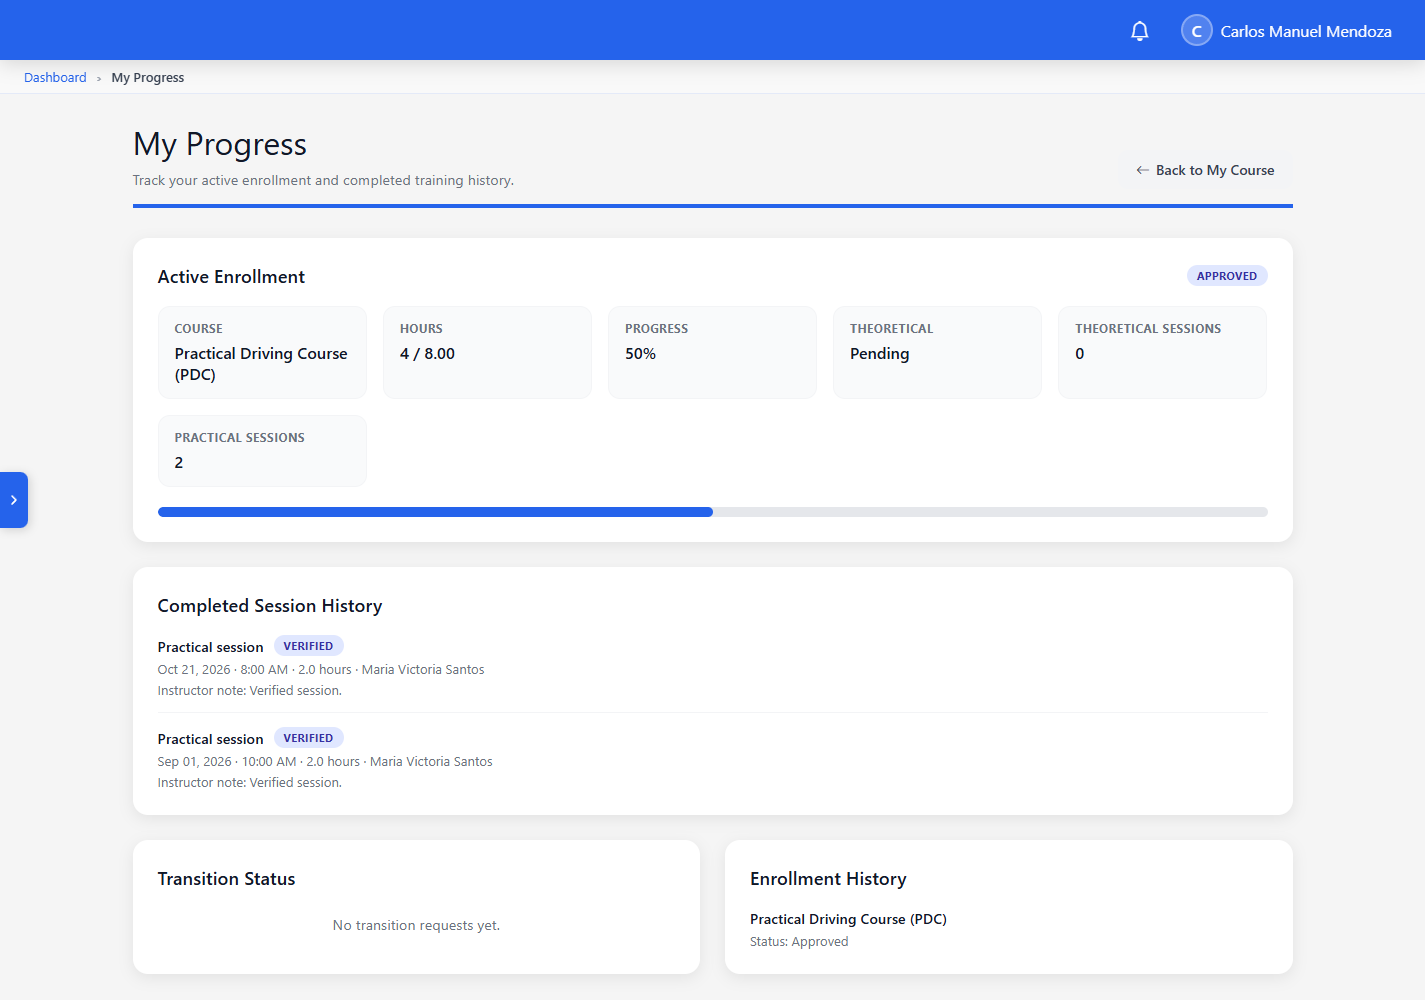 C Carlos Manuel Mendoza
Dashboard > My Progress
My Progress
Track your active enrollment and completed training history.
← Back to My Course
Active Enrollment
APPROVED
COURSE
Practical Driving Course
(PDC)
HOURS
4 / 8.00
PROGRESS
50%
THEORETICAL
Pending
THEORETICAL SESSIONS
0
PRACTICAL SESSIONS
2
Completed Session History
Practical session VERIFIED
Oct 21, 2026 · 8:00 AM · 2.0 hours · Maria Victoria Santos
Instructor note: Verified session.
Practical session VERIFIED
Sep 01, 2026 · 10:00 AM · 2.0 hours · Maria Victoria Santos
Instructor note: Verified session.
Transition Status
No transition requests yet.
Enrollment History
Practical Driving Course (PDC)
Status: Approved